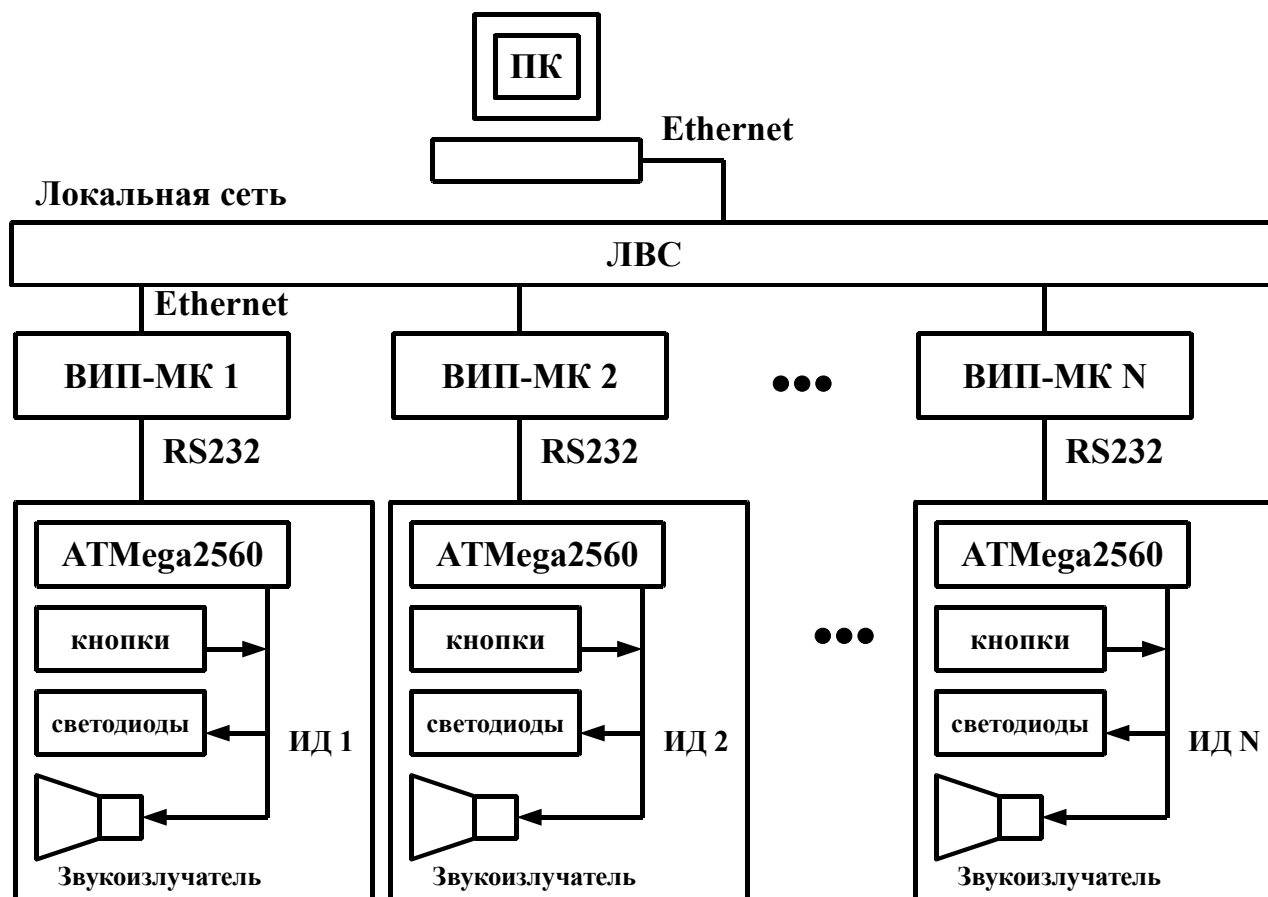 ПК
Ethernet
Локальная сеть
ЛВС
Ethernet
ВИП-МК 1
ВИП-МК 2
ВИП-МК N
RS232
RS232
RS232
ATMega2560
ATMega2560
ATMega2560
кнопки
кнопки
кнопки
светодиоды
светодиоды
светодиоды
ИД 1
ИД 2
ИД N
Звукоизлучатель
Звукоизлучатель
Звукоизлучатель